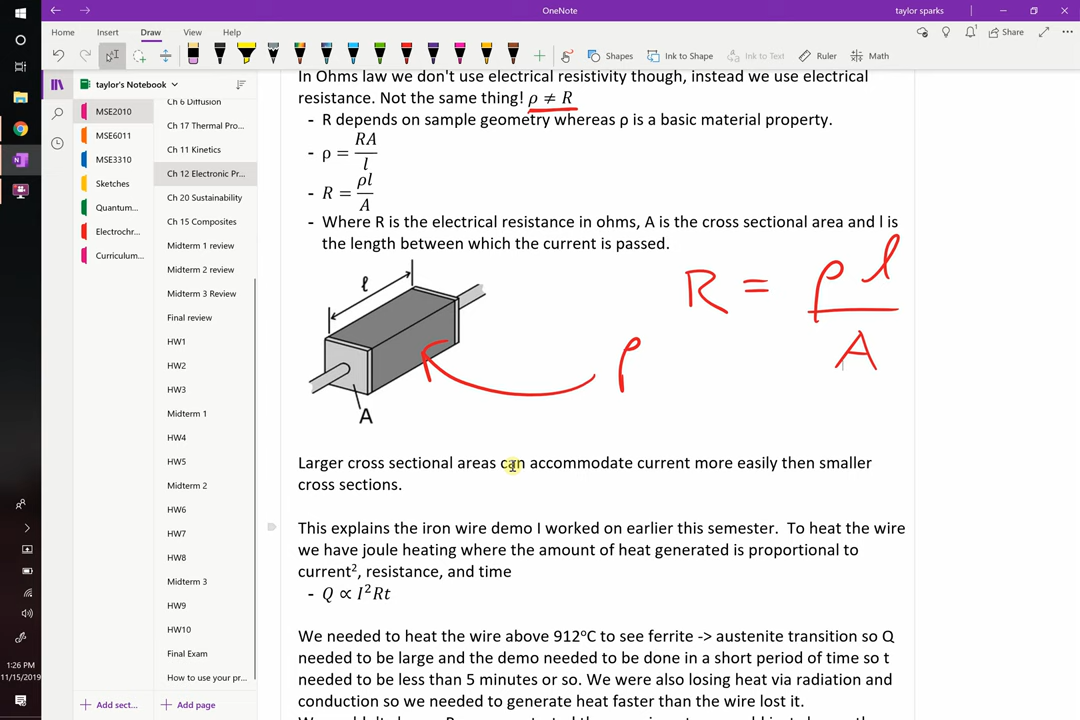 OneNote
taylor sparks
Home
Insert
Draw
View
Help
Share
Shapes
Ink to Shape
Ink to Text
Ruler
Math
taylor's Notebook
MSE2010
MSE6011
MSE3310
Sketches
Quantum...
Electrochr...
Curriculum...
Add sect...
Ch 6 Diffusion
Ch 17 Thermal Pro...
Ch 11 Kinetics
Ch 12 Electronic Pr...
Ch 20 Sustainability
Ch 15 Composites
Midterm 1 review
Midterm 2 review
Midterm 3 Review
Final review
HW1
HW2
HW3
Midterm 1
HW4
HW5
Midterm 2
HW6
HW7
HW8
Midterm 3
HW9
HW10
Final Exam
How to use your pr...
Add page
In Ohms law we don't use electrical resistivity though, instead we use electrical
resistance. Not the same thing! ρ ≠ R
- R depends on sample geometry whereas ρ is a basic material property.
- ρ = RA/l
- R = ρl/A
- Where R is the electrical resistance in ohms, A is the cross sectional area and l is
the length between which the current is passed.
R = ρl/A
ℓ
ρ
A
Larger cross sectional areas can accommodate current more easily then smaller
cross sections.
This explains the iron wire demo I worked on earlier this semester. To heat the wire
we have joule heating where the amount of heat generated is proportional to
current², resistance, and time
- Q ∝ I²Rt
We needed to heat the wire above 912°C to see ferrite -> austenite transition so Q
needed to be large and the demo needed to be done in a short period of time so t
needed to be less than 5 minutes or so. We were also losing heat via radiation and
conduction so we needed to generate heat faster than the wire lost it.
1:26 PM
11/15/2019